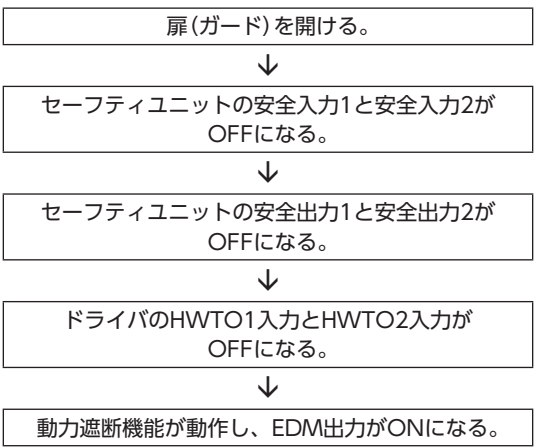 扉(ガード)を開ける。
↓
セーフティユニットの安全入力1と安全入力2が
OFFになる。
↓
セーフティユニットの安全出力1と安全出力2が
OFFになる。
↓
ドライバのHWTO1入力とHWTO2入力が
OFFになる。
↓
動力遮断機能が動作し、EDM出力がONになる。